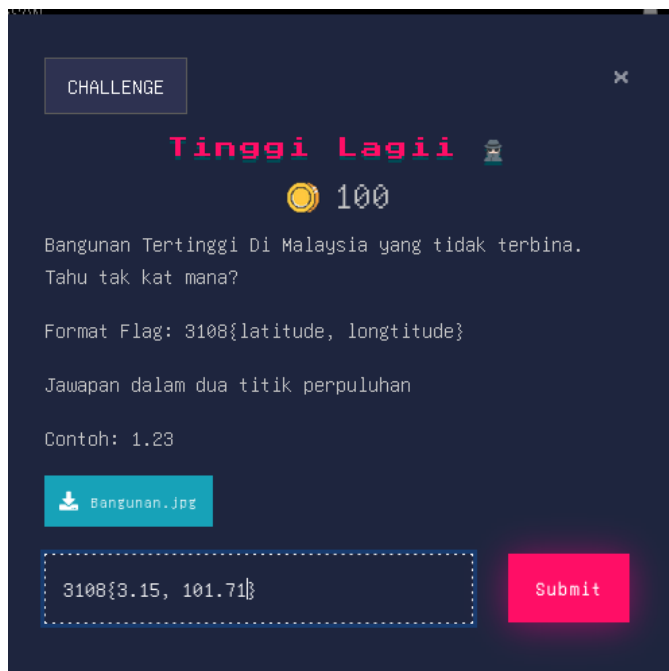 CHALLENGE
×
Tinggi Lagii
100
Bangunan Tertinggi Di Malaysia yang tidak terbina.
Tahu tak kat mana?
Format Flag: 3108{latitude, longtitude}
Jawapan dalam dua titik perpuluhan
Contoh: 1.23
Bangunan.jpg
3108{3.15, 101.71}
Submit